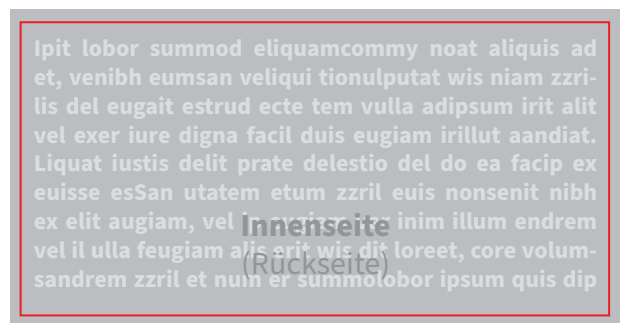 Ipit lobor summod eliquamcommy noat aliquis ad
et, venibh eumsan veliqui tionulputat wis niam zzri-
lis del eugait estrud ecte tem vulla adipsum irit alit
vel exer iure digna facil duis eugiam irillut aandiat.
Liquat iustis delit prate delestio del do ea facip ex
euisse esSan utatem etum zzril euis nonsenit nibh
ex elit augiam, vel inim illum endrem
Innenseite
vel il ulla feugiam alis erit wis dit loreet, core volum-
(Rückseite)
sandrem zzril et num er summolobor ipsum quis dip